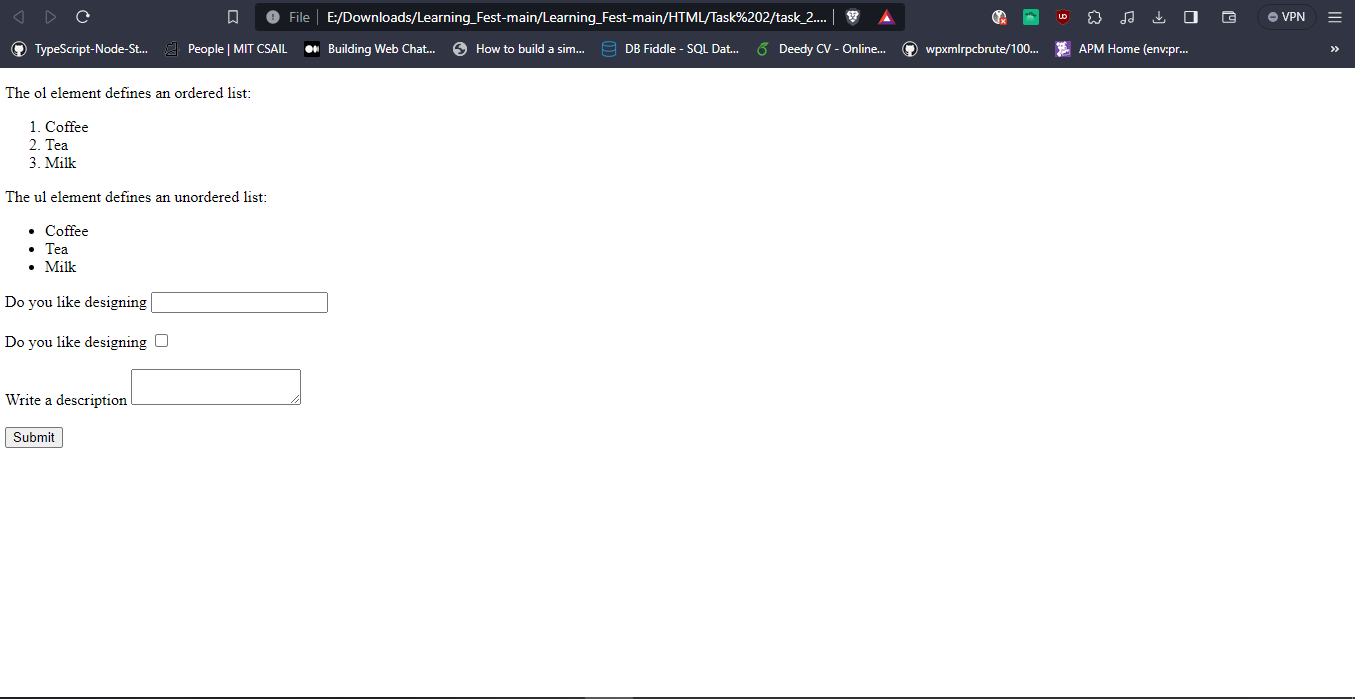 File E:/Downloads/Learning_Fest-main/Learning_Fest-main/HTML/Task%202/task_2.... UD VPN
TypeScript-Node-St... People | MIT CSAIL Building Web Chat... How to build a sim... DB Fiddle - SQL Dat... Deedy CV - Online... wpxmlrpcbrute/100... APM Home (env:pr... »
The ol element defines an ordered list:
1. Coffee
2. Tea
3. Milk
The ul element defines an unordered list:
• Coffee
• Tea
• Milk
Do you like designing
Do you like designing
Write a description
Submit